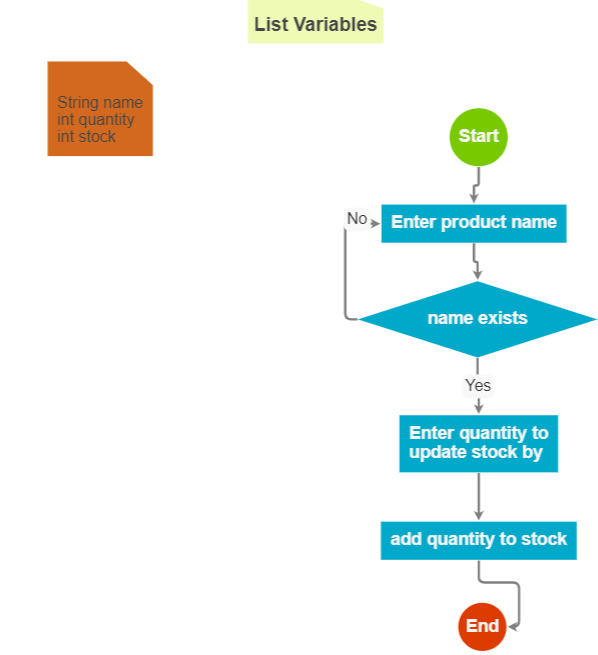 List Variables
String name
int quantity
int stock
Start
No
Enter product name
name exists
Yes
Enter quantity to
update stock by
add quantity to stock
End